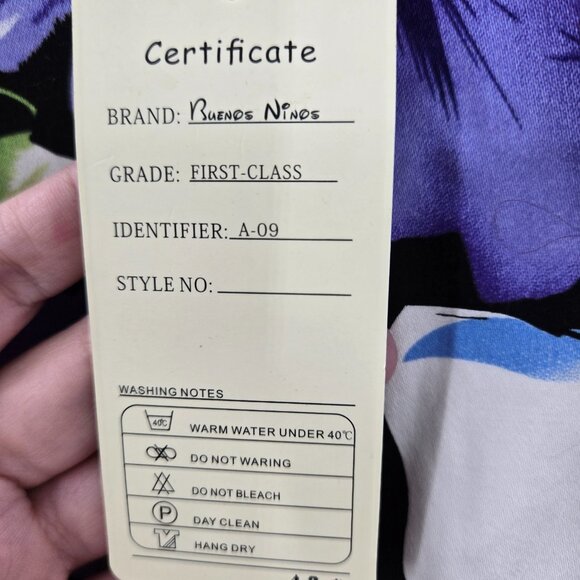 Certificate
BRAND: Buenos Ninos
GRADE: FIRST-CLASS
IDENTIFIER: A-09
STYLE NO:
WASHING NOTES
40℃ WARM WATER UNDER 40℃
DO NOT WARING
DO NOT BLEACH
P DAY CLEAN
HANG DRY